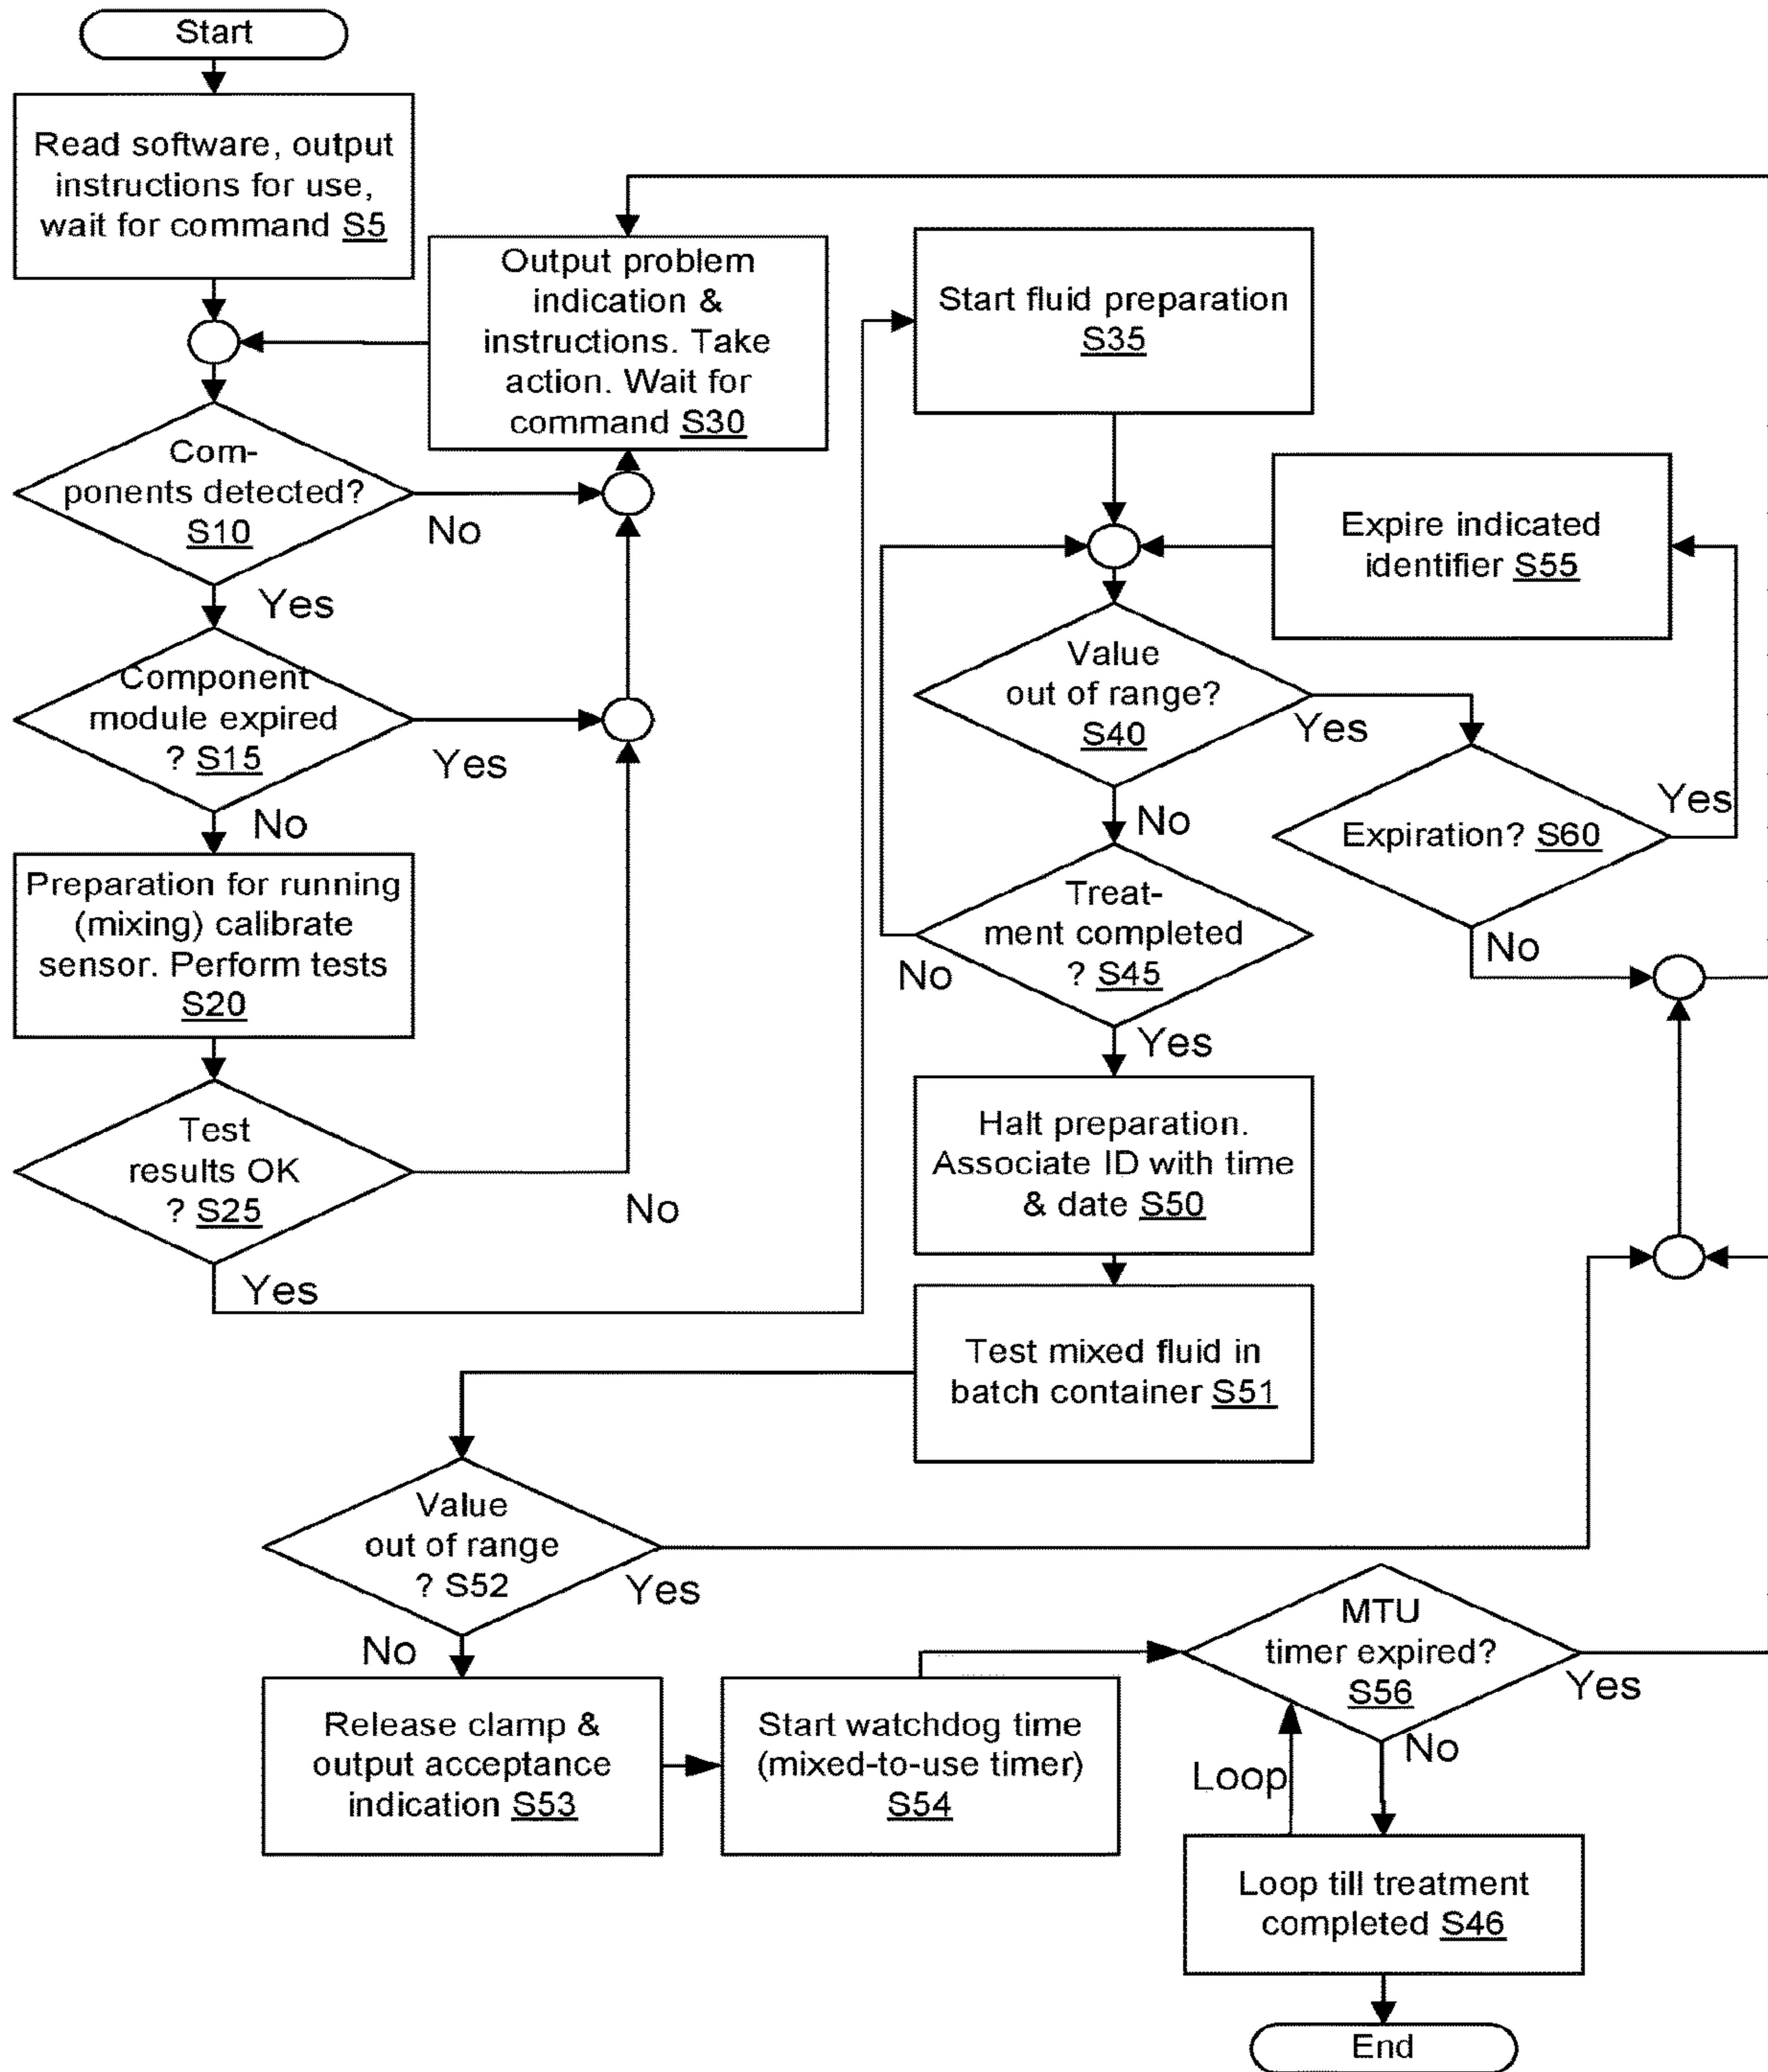 Start
Read software, output
instructions for use,
wait for command S5
Output problem
indication &
instructions. Take
action. Wait for
command S30
Start fluid preparation
S35
Com-
ponents detected?
S10
No
Yes
Expire indicated
identifier S55
Value
out of range?
S40
Yes
No
Component
module expired
? S15
Yes
No
Expiration? S60
Yes
No
Preparation for running
(mixing) calibrate
sensor. Perform tests
S20
Treat-
ment completed
? S45
No
Yes
Test
results OK
? S25
No
Yes
Halt preparation.
Associate ID with time
& date S50
Test mixed fluid in
batch container S51
Value
out of range
? S52
Yes
No
MTU
timer expired?
S56
Yes
No
Release clamp &
output acceptance
indication S53
Start watchdog time
(mixed-to-use timer)
S54
Loop
Loop till treatment
completed S46
End